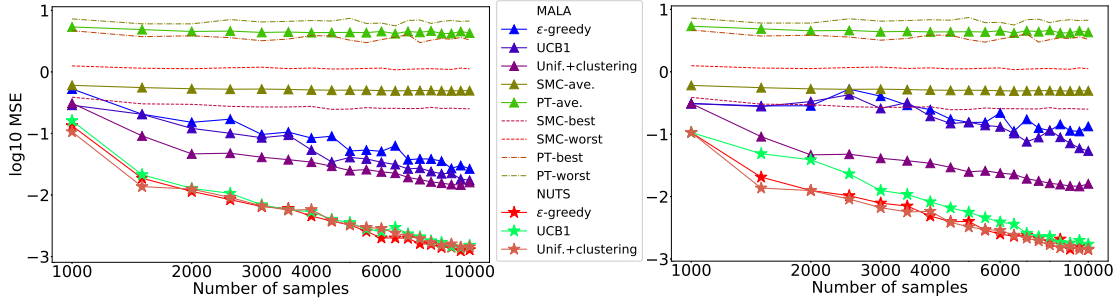 log10 MSE
1
0
−1
−2
−3
1000
2000
3000
4000
6000
10000
Number of samples
MALA
ε-greedy
UCB1
Unif.+clustering
SMC-ave.
PT-ave.
SMC-best
SMC-worst
PT-best
PT-worst
NUTS
ε-greedy
UCB1
Unif.+clustering
1
0
−1
−2
−3
1000
2000
3000
4000
6000
10000
Number of samples